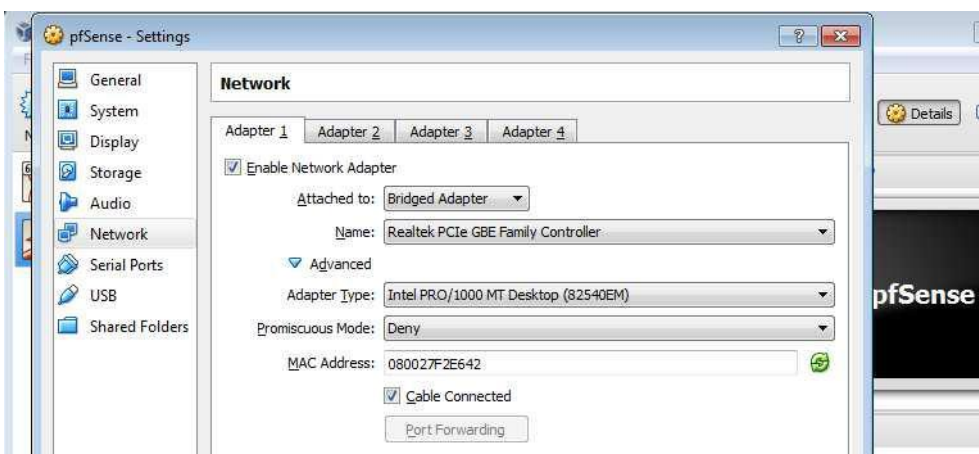 pfSense - Settings
General
System
Display
Storage
Audio
Network
Serial Ports
USB
Shared Folders
Network
Adapter 1 Adapter 2 Adapter 3 Adapter 4
Enable Network Adapter
Attached to: Bridged Adapter
Name: Realtek PCIe GBE Family Controller
Advanced
Adapter Type: Intel PRO/1000 MT Desktop (82540EM)
Promiscuous Mode: Deny
MAC Address: 080027F2E642
Cable Connected
Port Forwarding
Details
pfSense